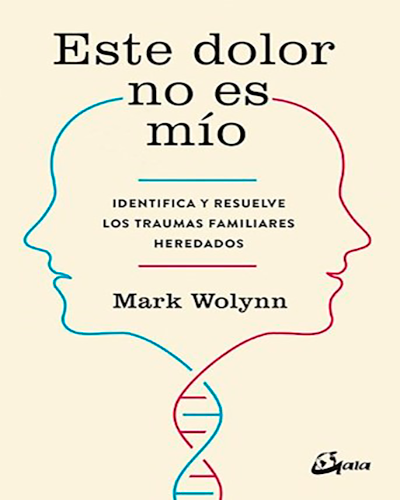 Este dolor
no es
mío
IDENTIFICA Y RESUELVE
LOS TRAUMAS FAMILIARES
HEREDADOS
Mark Wolynn
Gaia